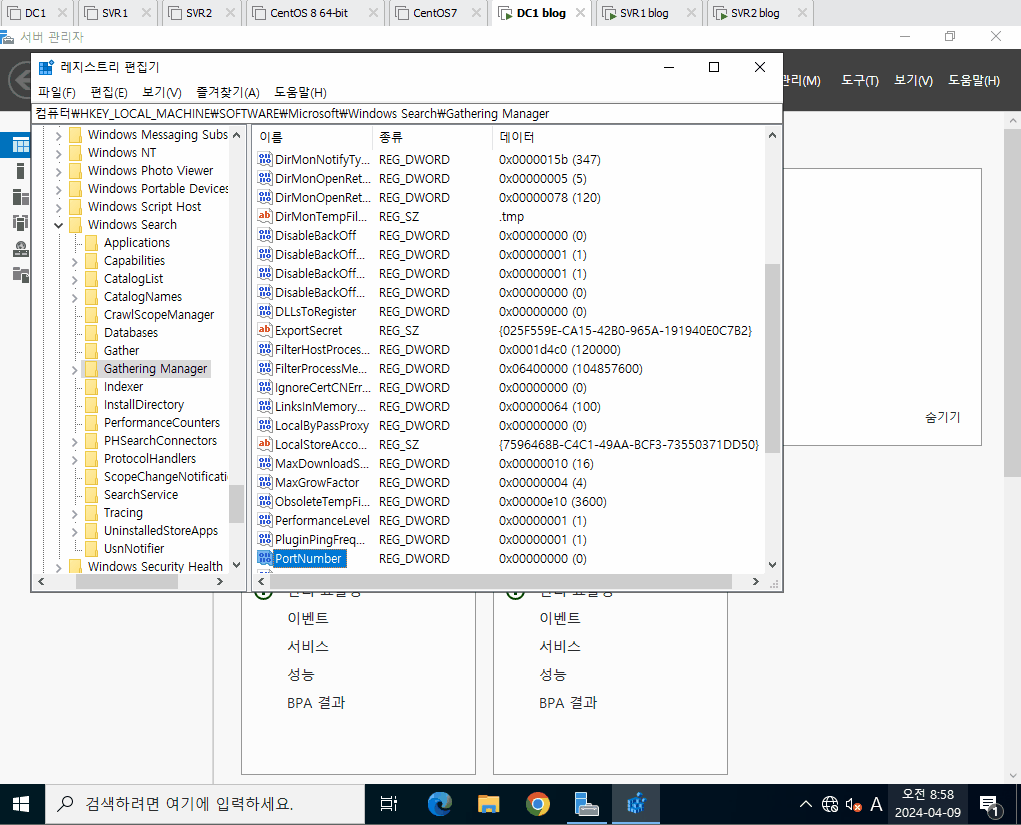 DC1 SVR1 SVR2 CentOS 8 64-bit CentOS7 DC1 blog SVR1 blog SVR2 blog
서버 관리자
관리(M) 도구(T) 보기(V) 도움말(H)
레지스트리 편집기
파일(F) 편집(E) 보기(V) 즐겨찾기(A) 도움말(H)
컴퓨터₩HKEY_LOCAL_MACHINE₩SOFTWARE₩Microsoft₩Windows Search₩Gathering Manager
Windows Messaging Subs
Windows NT
Windows Photo Viewer
Windows Portable Devices
Windows Script Host
Windows Search
Applications
Capabilities
CatalogList
CatalogNames
CrawlScopeManager
Databases
Gather
Gathering Manager
Indexer
InstallDirectory
PerformanceCounters
PHSearchConnectors
ProtocolHandlers
ScopeChangeNotificati
SearchService
Tracing
UninstalledStoreApps
UsnNotifier
Windows Security Health
이름 종류 데이터
DirMonNotifyTy... REG_DWORD 0x0000015b (347)
DirMonOpenRet... REG_DWORD 0x00000005 (5)
DirMonOpenRet... REG_DWORD 0x00000078 (120)
DirMonTempFil... REG_SZ .tmp
DisableBackOff REG_DWORD 0x00000000 (0)
DisableBackOff... REG_DWORD 0x00000001 (1)
DisableBackOff... REG_DWORD 0x00000001 (1)
DisableBackOff... REG_DWORD 0x00000000 (0)
DLLsToRegister REG_DWORD 0x00000000 (0)
ExportSecret REG_SZ {025F559E-CA15-42B0-965A-191940E0C7B2}
FilterHostProces... REG_DWORD 0x0001d4c0 (120000)
FilterProcessMe... REG_DWORD 0x06400000 (104857600)
IgnoreCertCNErr... REG_DWORD 0x00000000 (0)
LinksInMemory... REG_DWORD 0x00000064 (100)
LocalByPassProxy REG_DWORD 0x00000000 (0)
LocalStoreAcco... REG_SZ {7596468B-C4C1-49AA-BCF3-73550371DD50}
MaxDownloadS... REG_DWORD 0x00000010 (16)
MaxGrowFactor REG_DWORD 0x00000004 (4)
ObsoleteTempFi... REG_DWORD 0x00000e10 (3600)
PerformanceLevel REG_DWORD 0x00000001 (1)
PluginPingFreq... REG_DWORD 0x00000001 (1)
PortNumber REG_DWORD 0x00000000 (0)
숨기기
이벤트
서비스
성능
BPA 결과
이벤트
서비스
성능
BPA 결과
검색하려면 여기에 입력하세요.
A
오전 8:58
2024-04-09
1